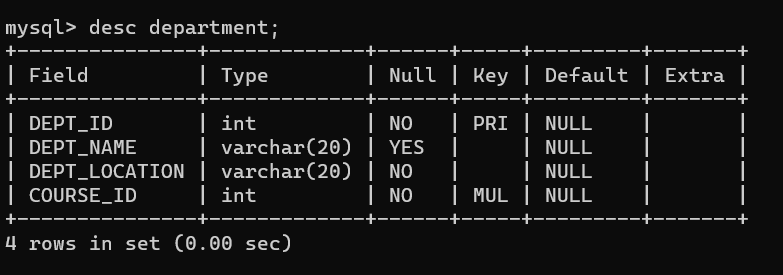 mysql> desc department;
+---------------+-------------+------+-----+---------+-------+
| Field         | Type        | Null | Key | Default | Extra |
+---------------+-------------+------+-----+---------+-------+
| DEPT_ID       | int         | NO   | PRI | NULL    |       |
| DEPT_NAME     | varchar(20) | YES  |     | NULL    |       |
| DEPT_LOCATION | varchar(20) | NO   |     | NULL    |       |
| COURSE_ID     | int         | NO   | MUL | NULL    |       |
+---------------+-------------+------+-----+---------+-------+
4 rows in set (0.00 sec)